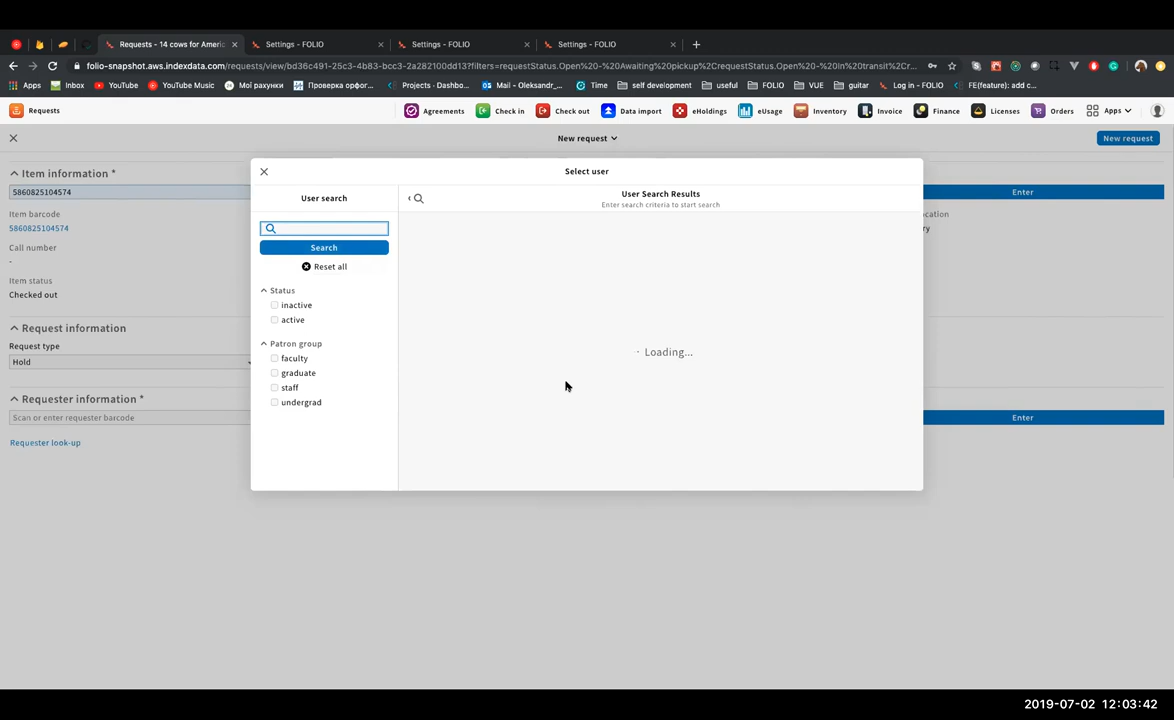 Requests - 14 cows for Ameri
Settings - FOLIO
Settings - FOLIO
Settings - FOLIO
folio-snapshot.aws.indexdata.com/requests/view/bd36c491-25c3-4b83-bcc3-2a282100dd13?filters=requestStatus.Open%20-%20Awaiting%20pickup%2CrequestStatus.Open%20-%20In%20transit%2Cr...
Apps
Inbox
YouTube
YouTube Music
Мої рахунки
Проверка орфог...
Projects · Dashbo...
Mail - Oleksandr_...
Time
self development
useful
FOLIO
VUE
guitar
Log in - FOLIO
FE(feature): add c...
Requests
Agreements
Check in
Check out
Data import
eHoldings
eUsage
Inventory
Invoice
Finance
Licenses
Orders
Apps
New request
New request
Item information *
5860825104574
Enter
Item barcode
5860825104574
Call number
-
Item status
Checked out
Request information
Request type
Hold
Requester information *
Scan or enter requester barcode
Enter
Requester look-up
ocation
ry
Select user
User search
Search
Reset all
Status
inactive
active
Patron group
faculty
graduate
staff
undergrad
User Search Results
Enter search criteria to start search
Loading...
2019-07-02 12:03:42